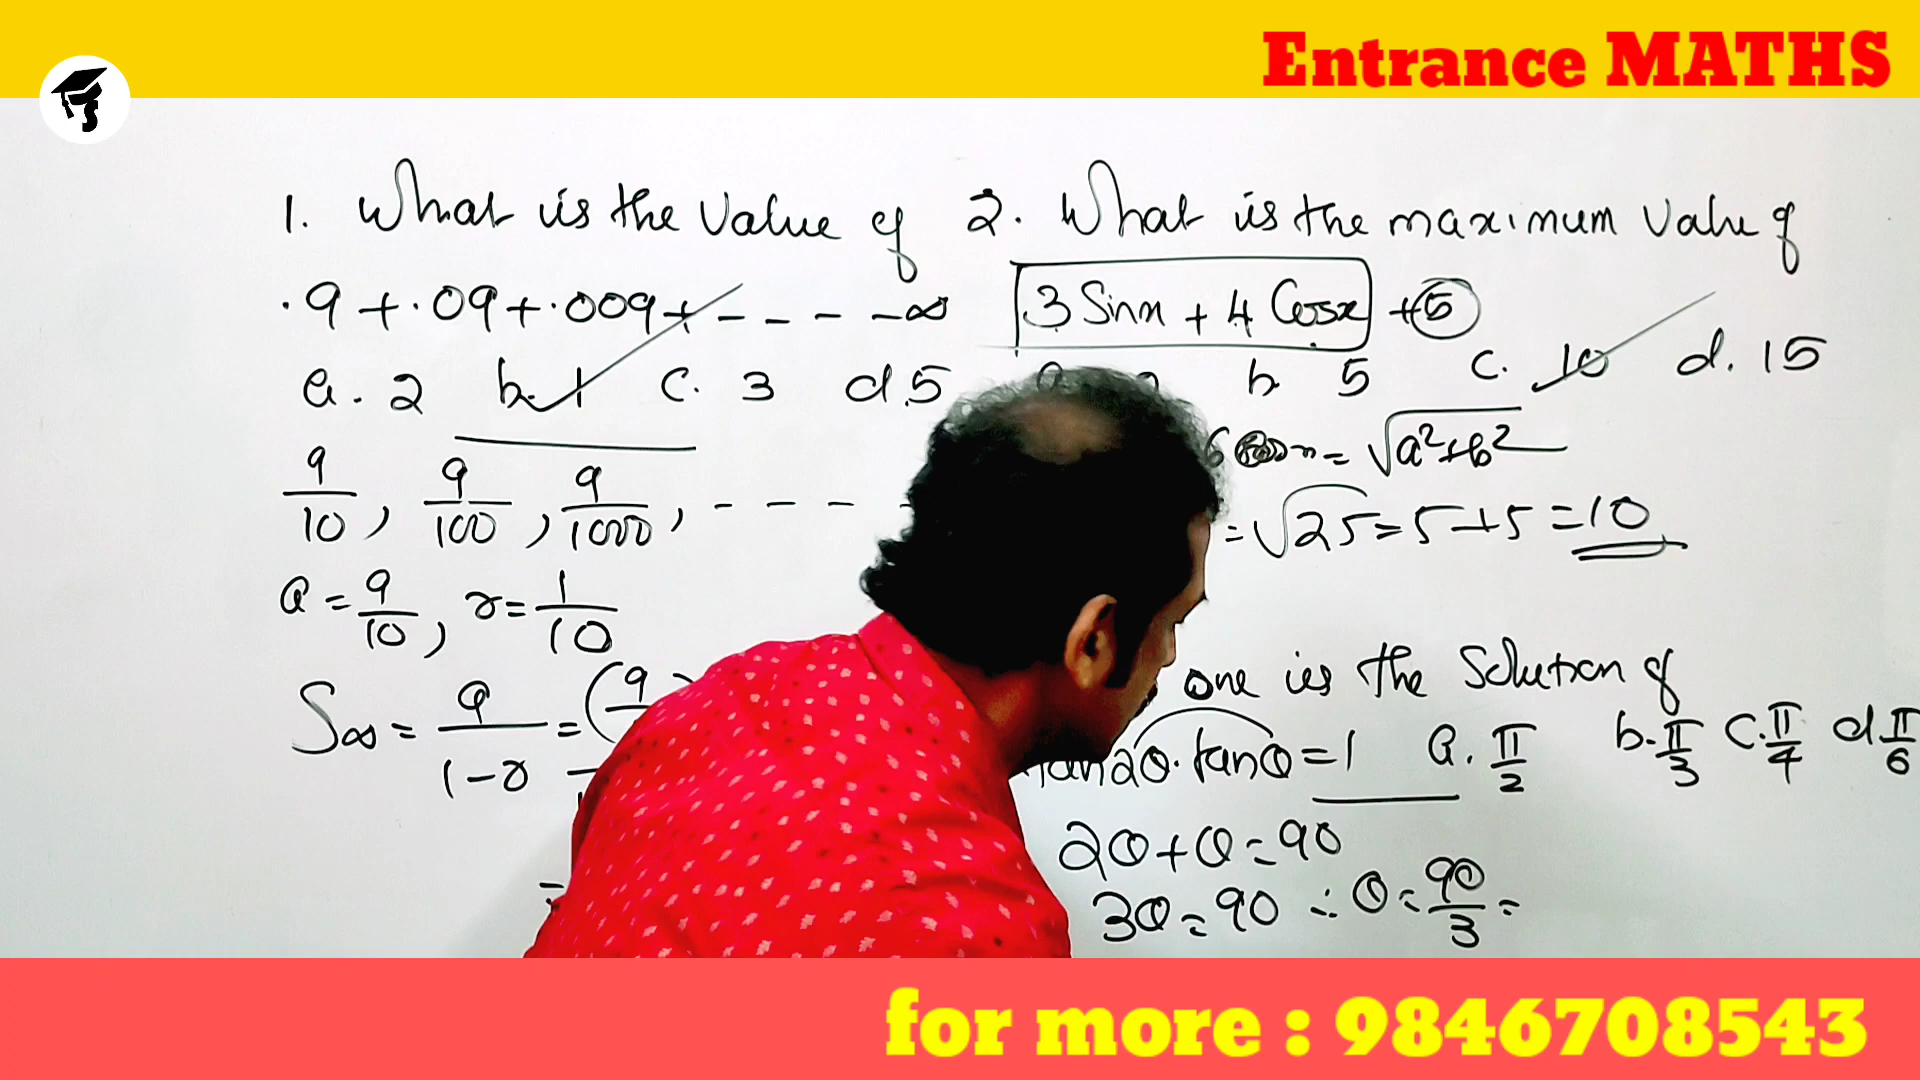 Entrance MATHS
1. What is the value of
.9 + .09 + .009 + - - - - ∞
a. 2 b. 1 c. 3 d. 5
9/10, 9/100, 9/1000, - - -
a = 9/10, r = 1/10
S∞ = a/1-r = (9
=
2. What is the maximum value of
3 Sinx + 4 Cosx + 5
b 5 c. 10 d. 15
= √a²+b²
= √25 = 5+5 = 10
one is the Solution of
tan2θ.tanθ = 1 a. π/2 b. π/3 c. π/4 d. π/6
2θ+θ = 90
3θ = 90 ∴ θ = 90/3 =
for more : 9846708543